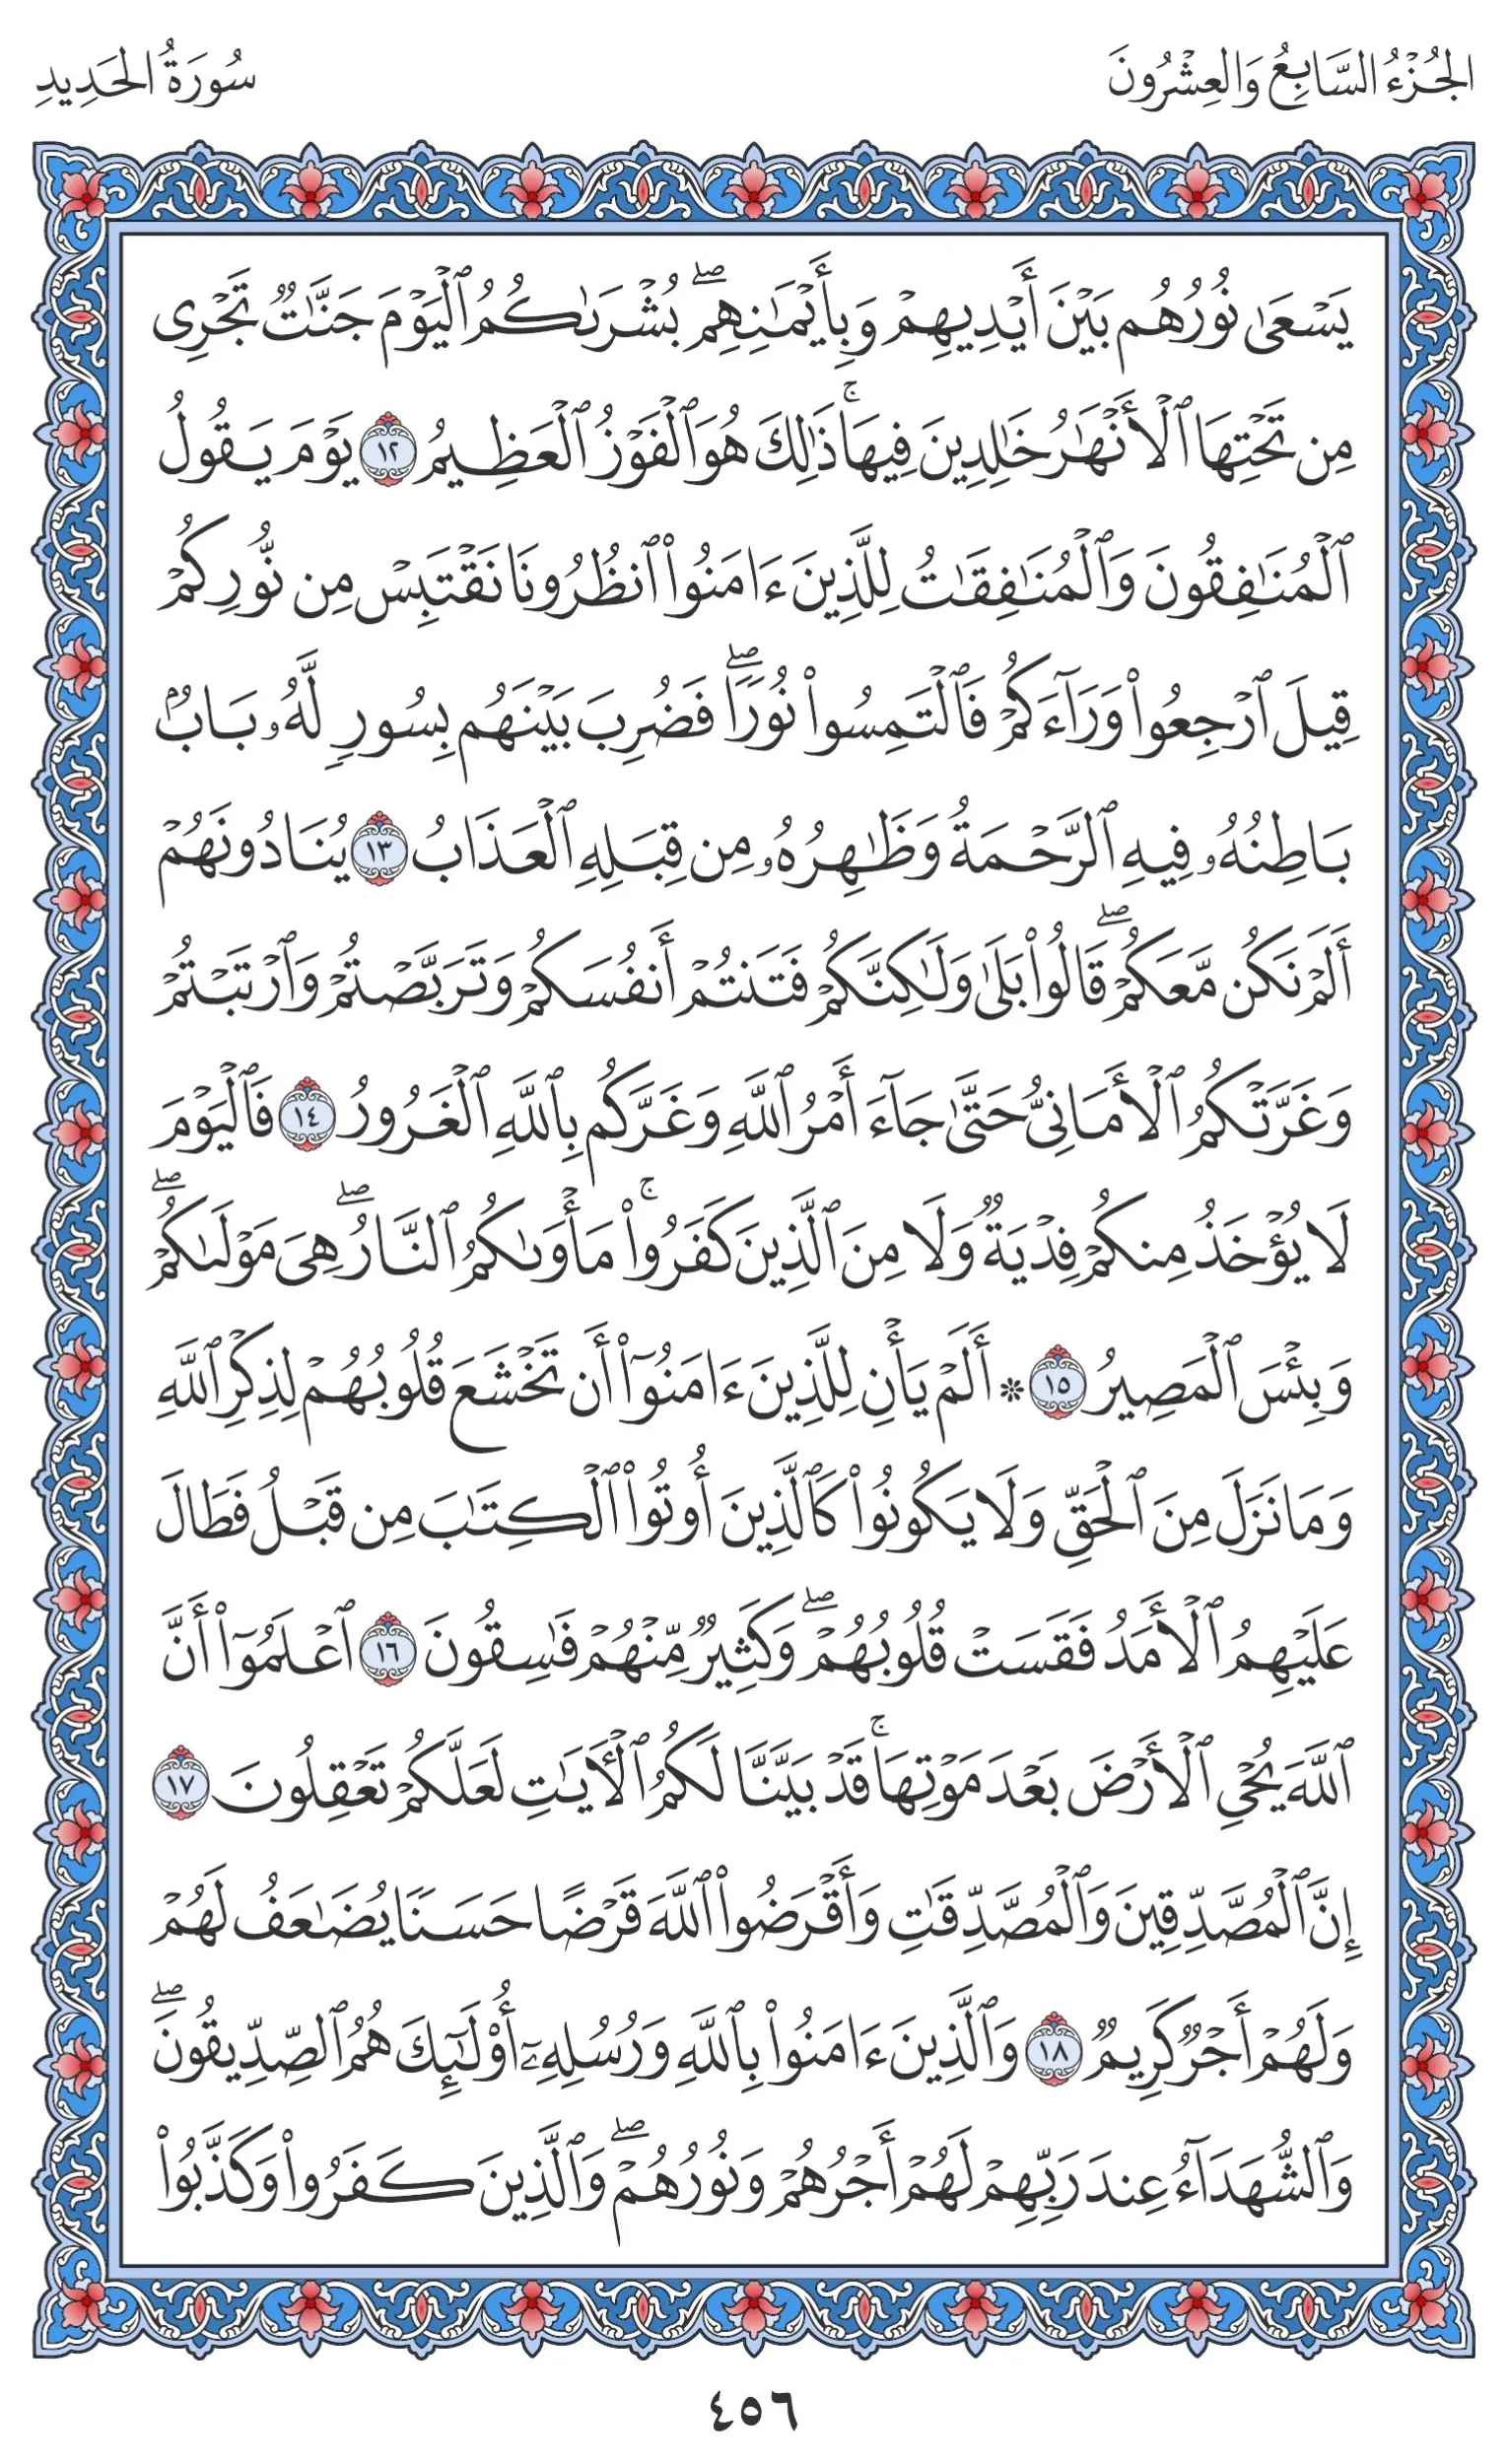 الجُزْءُ السَّابِعُ وَالعِشْرُونَ
سُورَةُ الحَدِيدِ
يَسْعَىٰ نُورُهُم بَيْنَ أَيْدِيهِمْ وَبِأَيْمَٰنِهِمۖ بُشْرَىٰكُمُ ٱلْيَوْمَ جَنَّٰتٌ تَجْرِى
مِن تَحْتِهَا ٱلْأَنْهَٰرُ خَٰلِدِينَ فِيهَاۚ ذَٰلِكَ هُوَ ٱلْفَوْزُ ٱلْعَظِيمُ ١٢ يَوْمَ يَقُولُ
ٱلْمُنَٰفِقُونَ وَٱلْمُنَٰفِقَٰتُ لِلَّذِينَ ءَامَنُوا۟ ٱنظُرُونَا نَقْتَبِسْ مِن نُّورِكُمْ
قِيلَ ٱرْجِعُوا۟ وَرَآءَكُمْ فَٱلْتَمِسُوا۟ نُورًاۖ فَضُرِبَ بَيْنَهُم بِسُورٍ لَّهُۥ بَابٌۢ
بَاطِنُهُۥ فِيهِ ٱلرَّحْمَةُ وَظَٰهِرُهُۥ مِن قِبَلِهِ ٱلْعَذَابُ ١٣ يُنَادُونَهُمْ
أَلَمْ نَكُن مَّعَكُمْۖ قَالُوا۟ بَلَىٰ وَلَٰكِنَّكُمْ فَتَنتُمْ أَنفُسَكُمْ وَتَرَبَّصْتُمْ وَٱرْتَبْتُمْ
وَغَرَّتْكُمُ ٱلْأَمَانِىُّ حَتَّىٰ جَآءَ أَمْرُ ٱللَّهِ وَغَرَّكُم بِٱللَّهِ ٱلْغَرُورُ ١٤ فَٱلْيَوْمَ
لَا يُؤْخَذُ مِنكُمْ فِدْيَةٌ وَلَا مِنَ ٱلَّذِينَ كَفَرُوا۟ۚ مَأْوَىٰكُمُ ٱلنَّارُۖ هِىَ مَوْلَىٰكُمْۖ
وَبِئْسَ ٱلْمَصِيرُ ١٥ ۞ أَلَمْ يَأْنِ لِلَّذِينَ ءَامَنُوٓا۟ أَن تَخْشَعَ قُلُوبُهُمْ لِذِكْرِ ٱللَّهِ
وَمَا نَزَلَ مِنَ ٱلْحَقِّ وَلَا يَكُونُوا۟ كَٱلَّذِينَ أُوتُوا۟ ٱلْكِتَٰبَ مِن قَبْلُ فَطَالَ
عَلَيْهِمُ ٱلْأَمَدُ فَقَسَتْ قُلُوبُهُمْۖ وَكَثِيرٌ مِّنْهُمْ فَٰسِقُونَ ١٦ ٱعْلَمُوٓا۟ أَنَّ
ٱللَّهَ يُحْىِ ٱلْأَرْضَ بَعْدَ مَوْتِهَاۚ قَدْ بَيَّنَّا لَكُمُ ٱلْءَايَٰتِ لَعَلَّكُمْ تَعْقِلُونَ ١٧
إِنَّ ٱلْمُصَّدِّقِينَ وَٱلْمُصَّدِّقَٰتِ وَأَقْرَضُوا۟ ٱللَّهَ قَرْضًا حَسَنًا يُضَٰعَفُ لَهُمْ
وَلَهُمْ أَجْرٌ كَرِيمٌ ١٨ وَٱلَّذِينَ ءَامَنُوا۟ بِٱللَّهِ وَرُسُلِهِۦٓ أُو۟لَٰٓئِكَ هُمُ ٱلصِّدِّيقُونَۖ
وَٱلشُّهَدَآءُ عِندَ رَبِّهِمْ لَهُمْ أَجْرُهُمْ وَنُورُهُمْۖ وَٱلَّذِينَ كَفَرُوا۟ وَكَذَّبُوا۟
٤٥٦